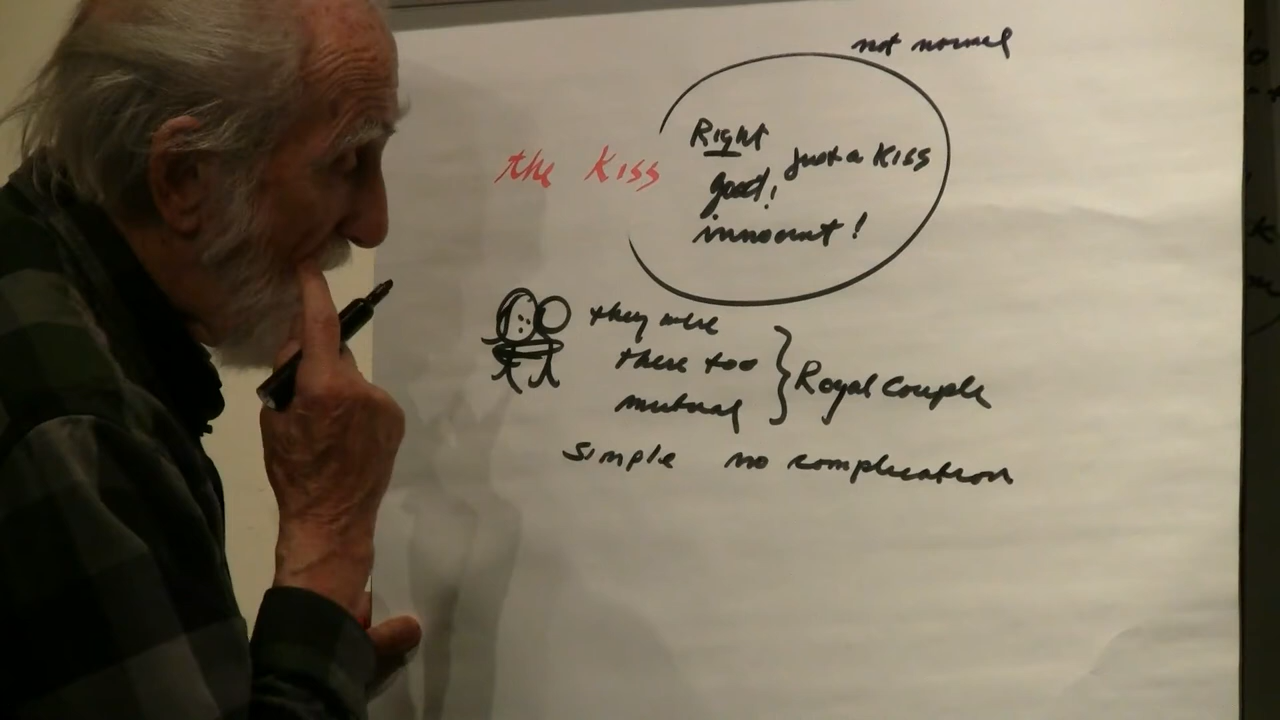 not normal
the Kiss
Right
just a Kiss
good!
innocent!
they were
there too
mutual
Royal Couple
Simple no complication